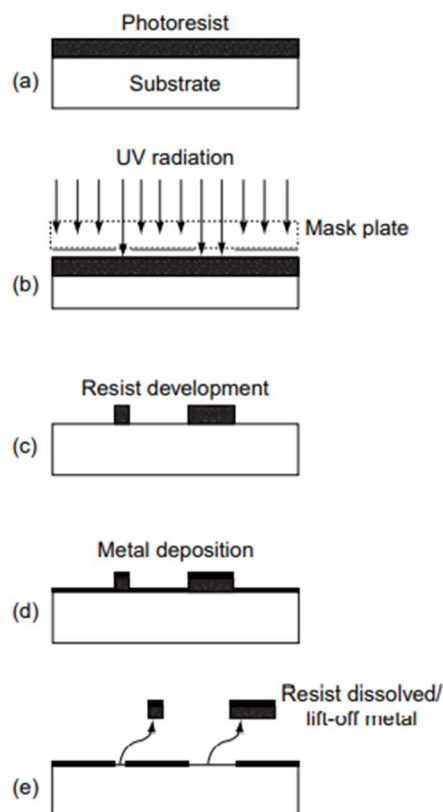 Photoresist
(a)
Substrate
UV radiation
Mask plate
(b)
Resist development
(c)
Metal deposition
(d)
Resist dissolved/
lift-off metal
(e)